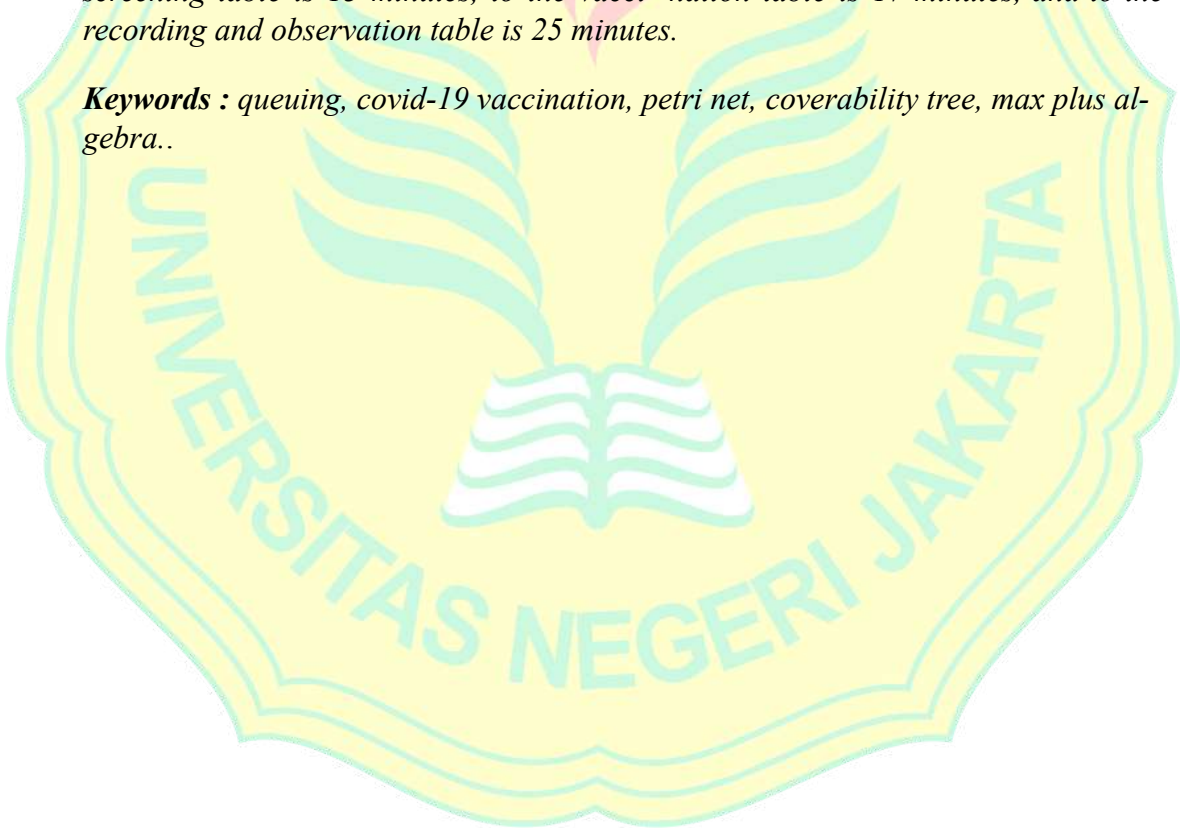 recording and observation table is 25 minutes.
Keywords : queuing, covid-19 vaccination, petri net, coverability tree, max plus al-
gebra..
UNIVERSITAS NEGERI JAKARTA